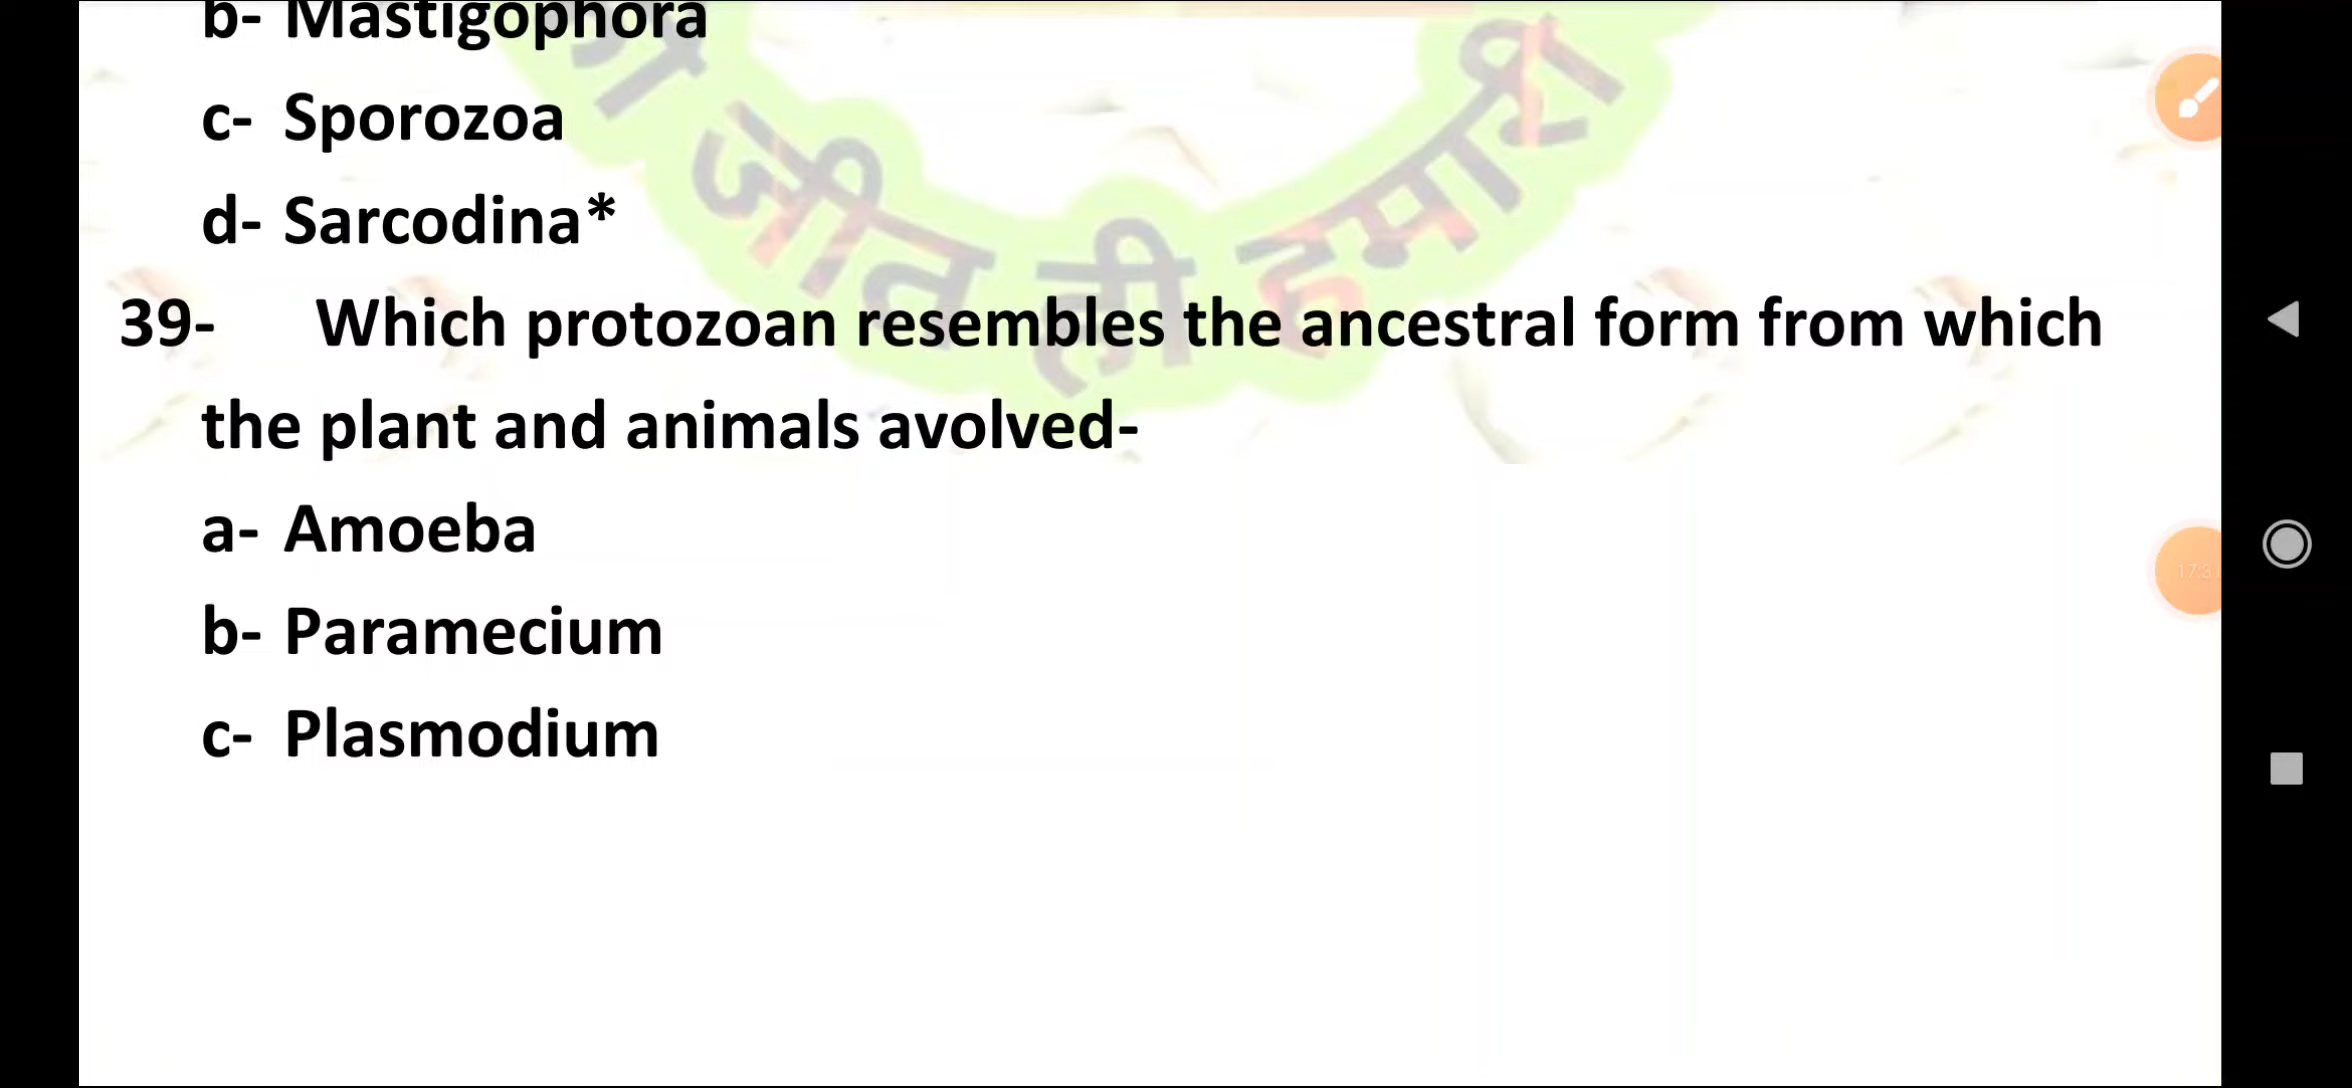 b- Mastigophora
c- Sporozoa
d- Sarcodina*
39- Which protozoan resembles the ancestral form from which
the plant and animals avolved-
a- Amoeba
b- Paramecium
c- Plasmodium
जीत ही हमारी